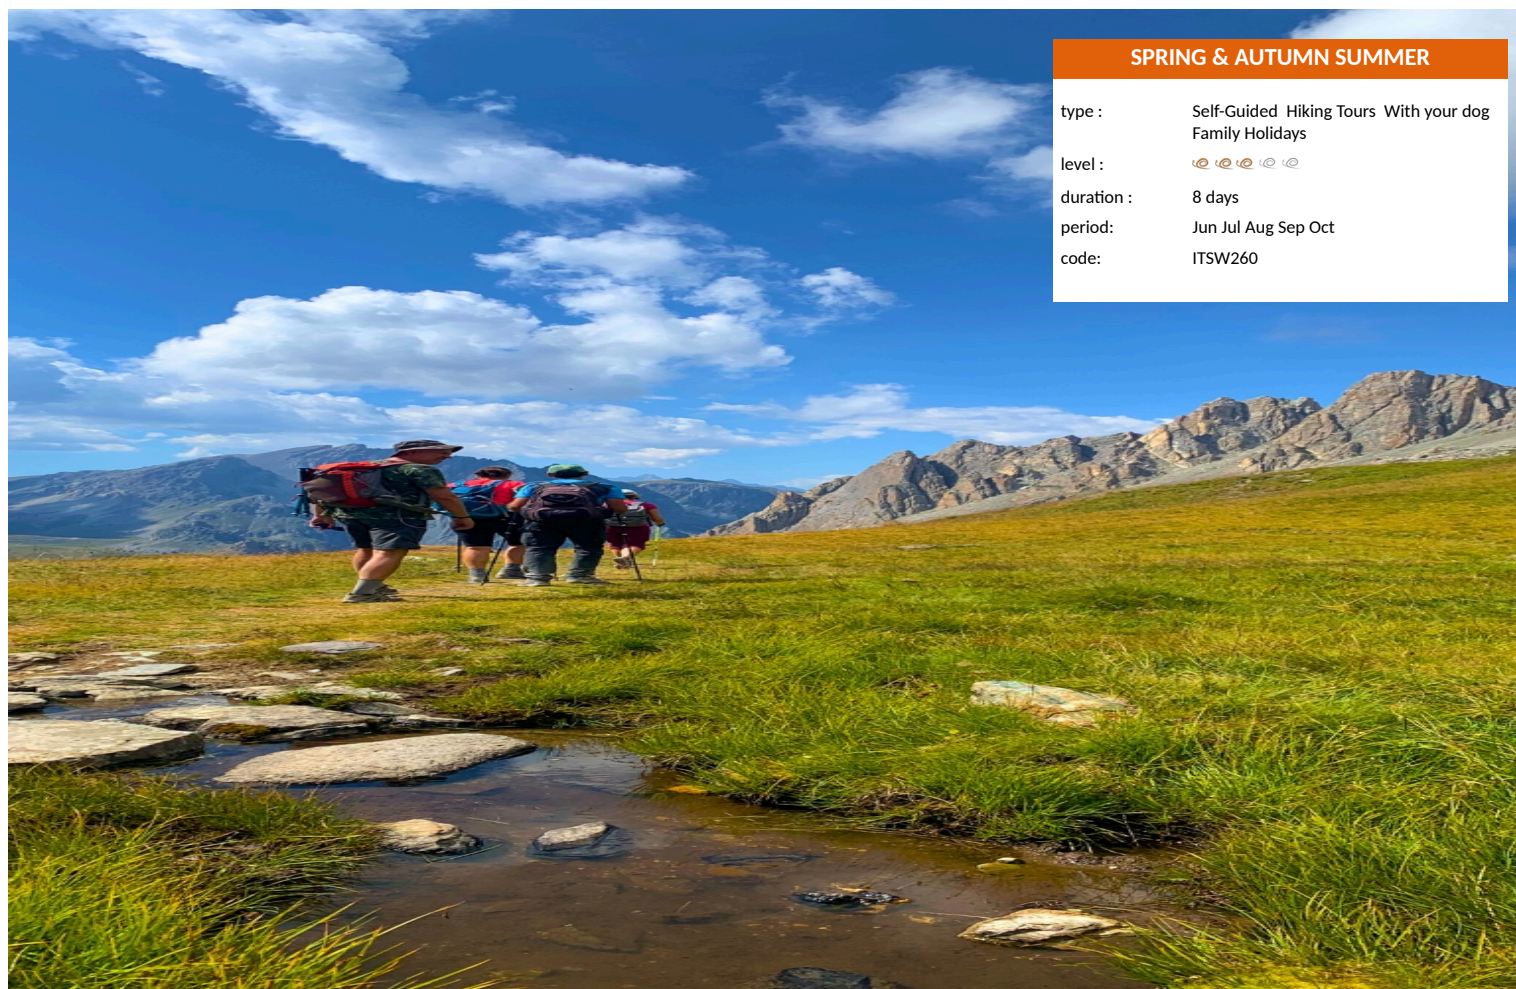 SPRING & AUTUMN SUMMER
type : Self-Guided Hiking Tours With your dog
Family Holidays
level :
duration : 8 days
period: Jun Jul Aug Sep Oct
code: ITSW260